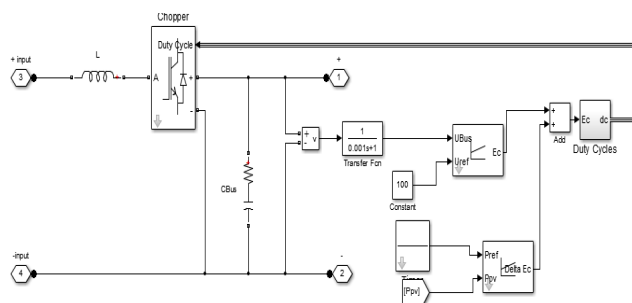 Chopper
Duty Cycle
L
+ input
3
A
+
-
+
1
CBus
+
-
v
1
0.001s+1
Transfer Fcn
UBus
Uref
Ec
100
Constant
+
+
Add
Ec
dc
Duty Cycles
-input
4
-
2
[Ppv]
Pref
Ppv
Delta Ec